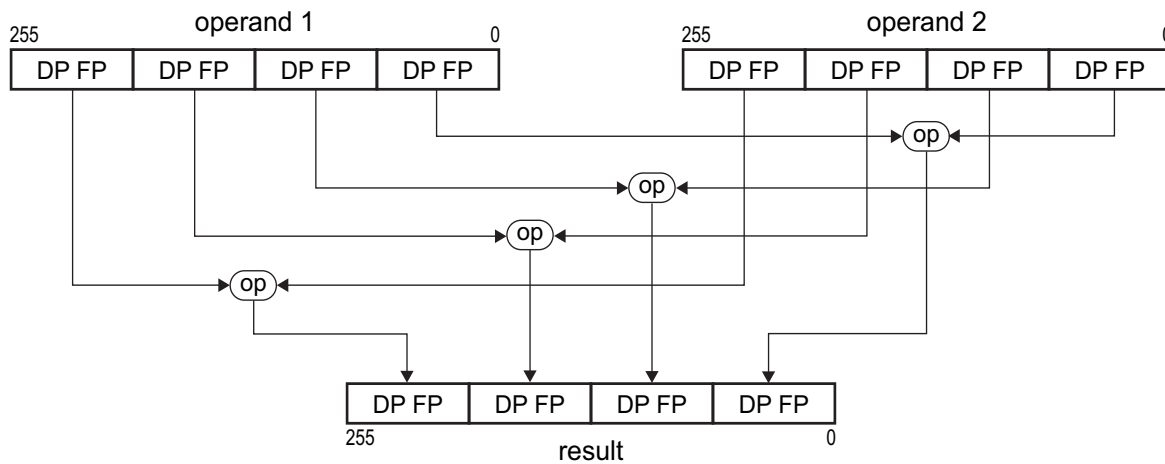 operand 1 operand 2
255 0 255 0
DP FP DP FP DP FP DP FP DP FP DP FP DP FP DP FP
op
op
op
op
DP FP DP FP DP FP DP FP
255 0
result